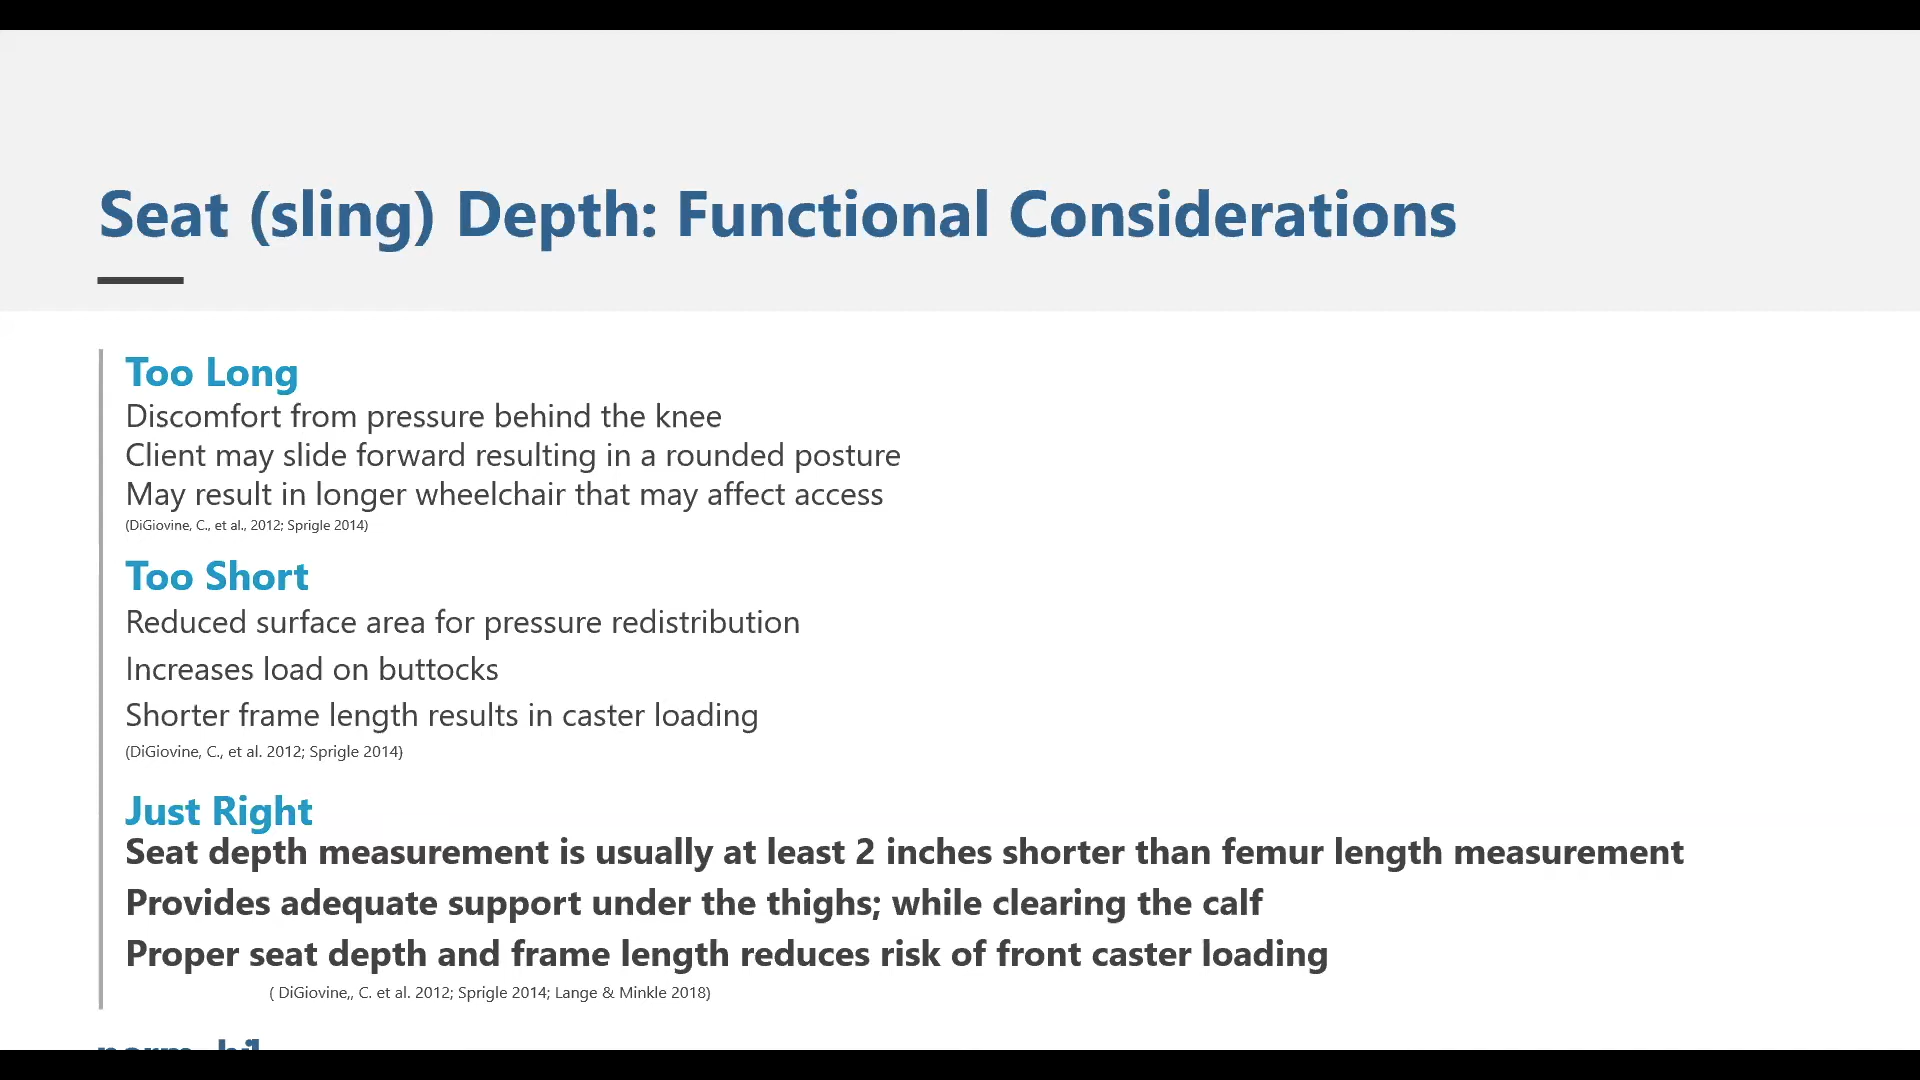 Seat (sling) Depth: Functional Considerations
Too Long
Discomfort from pressure behind the knee
Client may slide forward resulting in a rounded posture
May result in longer wheelchair that may affect access
(DiGiovine, C., et al., 2012; Sprigle 2014)
Too Short
Reduced surface area for pressure redistribution
Increases load on buttocks
Shorter frame length results in caster loading
(DiGiovine, C., et al. 2012; Sprigle 2014)
Just Right
Seat depth measurement is usually at least 2 inches shorter than femur length measurement
Provides adequate support under the thighs; while clearing the calf
Proper seat depth and frame length reduces risk of front caster loading
( DiGiovine,, C. et al. 2012; Sprigle 2014; Lange & Minkle 2018)